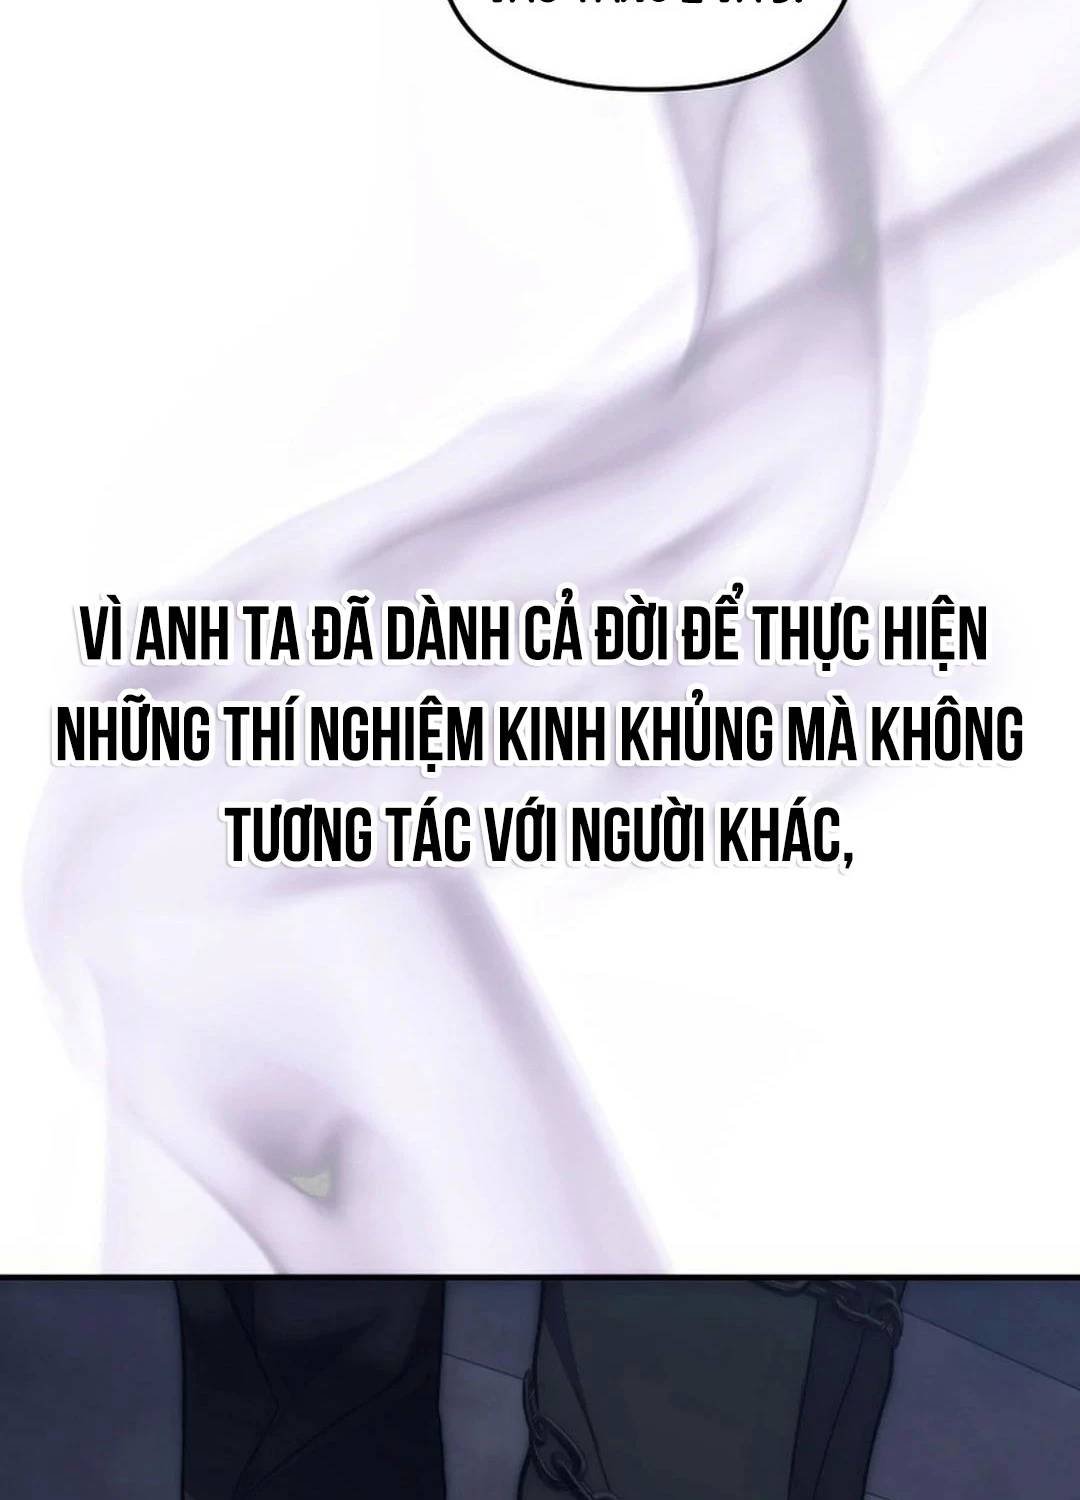 VÌ ANH TA ĐÃ DÀNH CẢ ĐỜI ĐỂ THỰC HIỆN
NHỮNG THÍ NGHIỆM KINH KHỦNG MÀ KHÔNG
TƯƠNG TÁC VỚI NGƯỜI KHÁC,